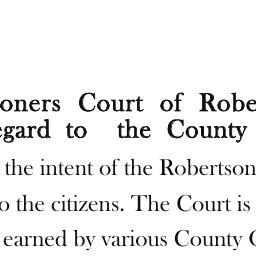 oners Court of Robe
egard to the County
the intent of the Robertson
o the citizens. The Court is
earned by various County